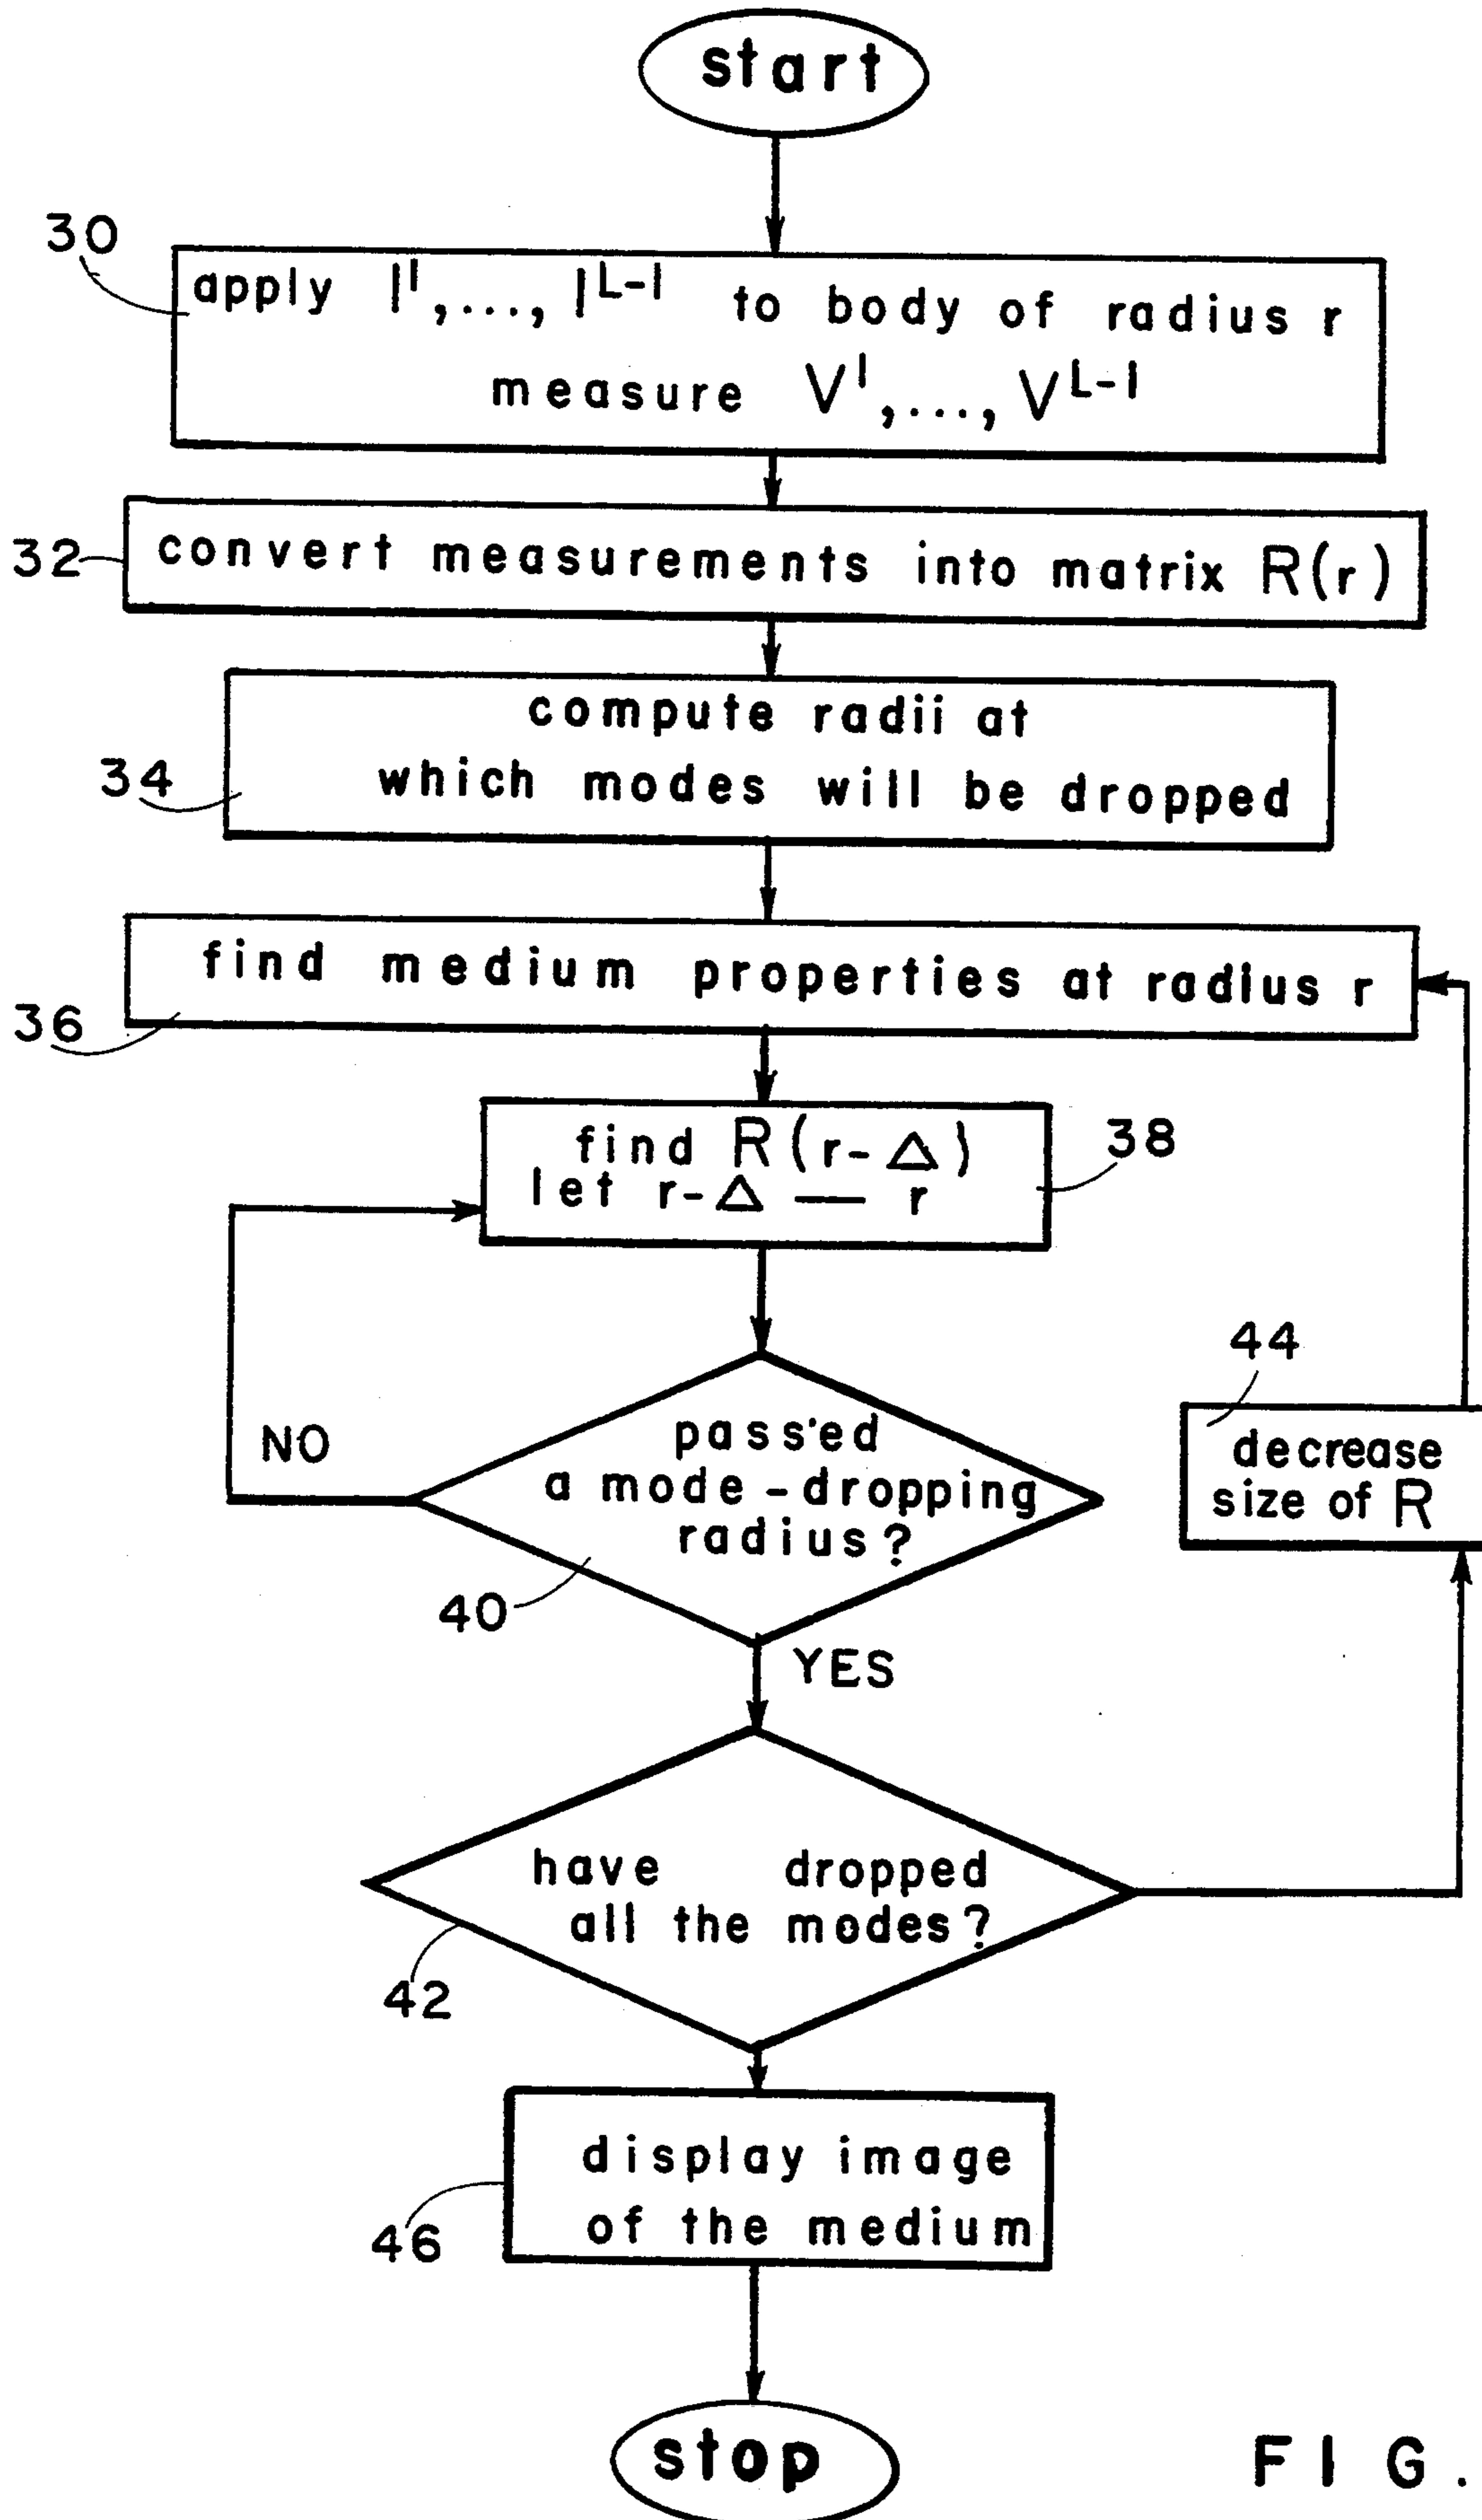 start
30
apply I¹,..., I^L-1 to body of radius r
measure V¹,..., V^L-1
32
convert measurements into matrix R(r)
compute radii at
34
which modes will be dropped
find medium properties at radius r
36
find R(r-Δ)
38
let r-Δ — r
44
NO
passed
a mode-dropping
radius?
decrease
size of R
40
YES
have dropped
all the modes?
42
display image
of the medium
46
stop
FIG.